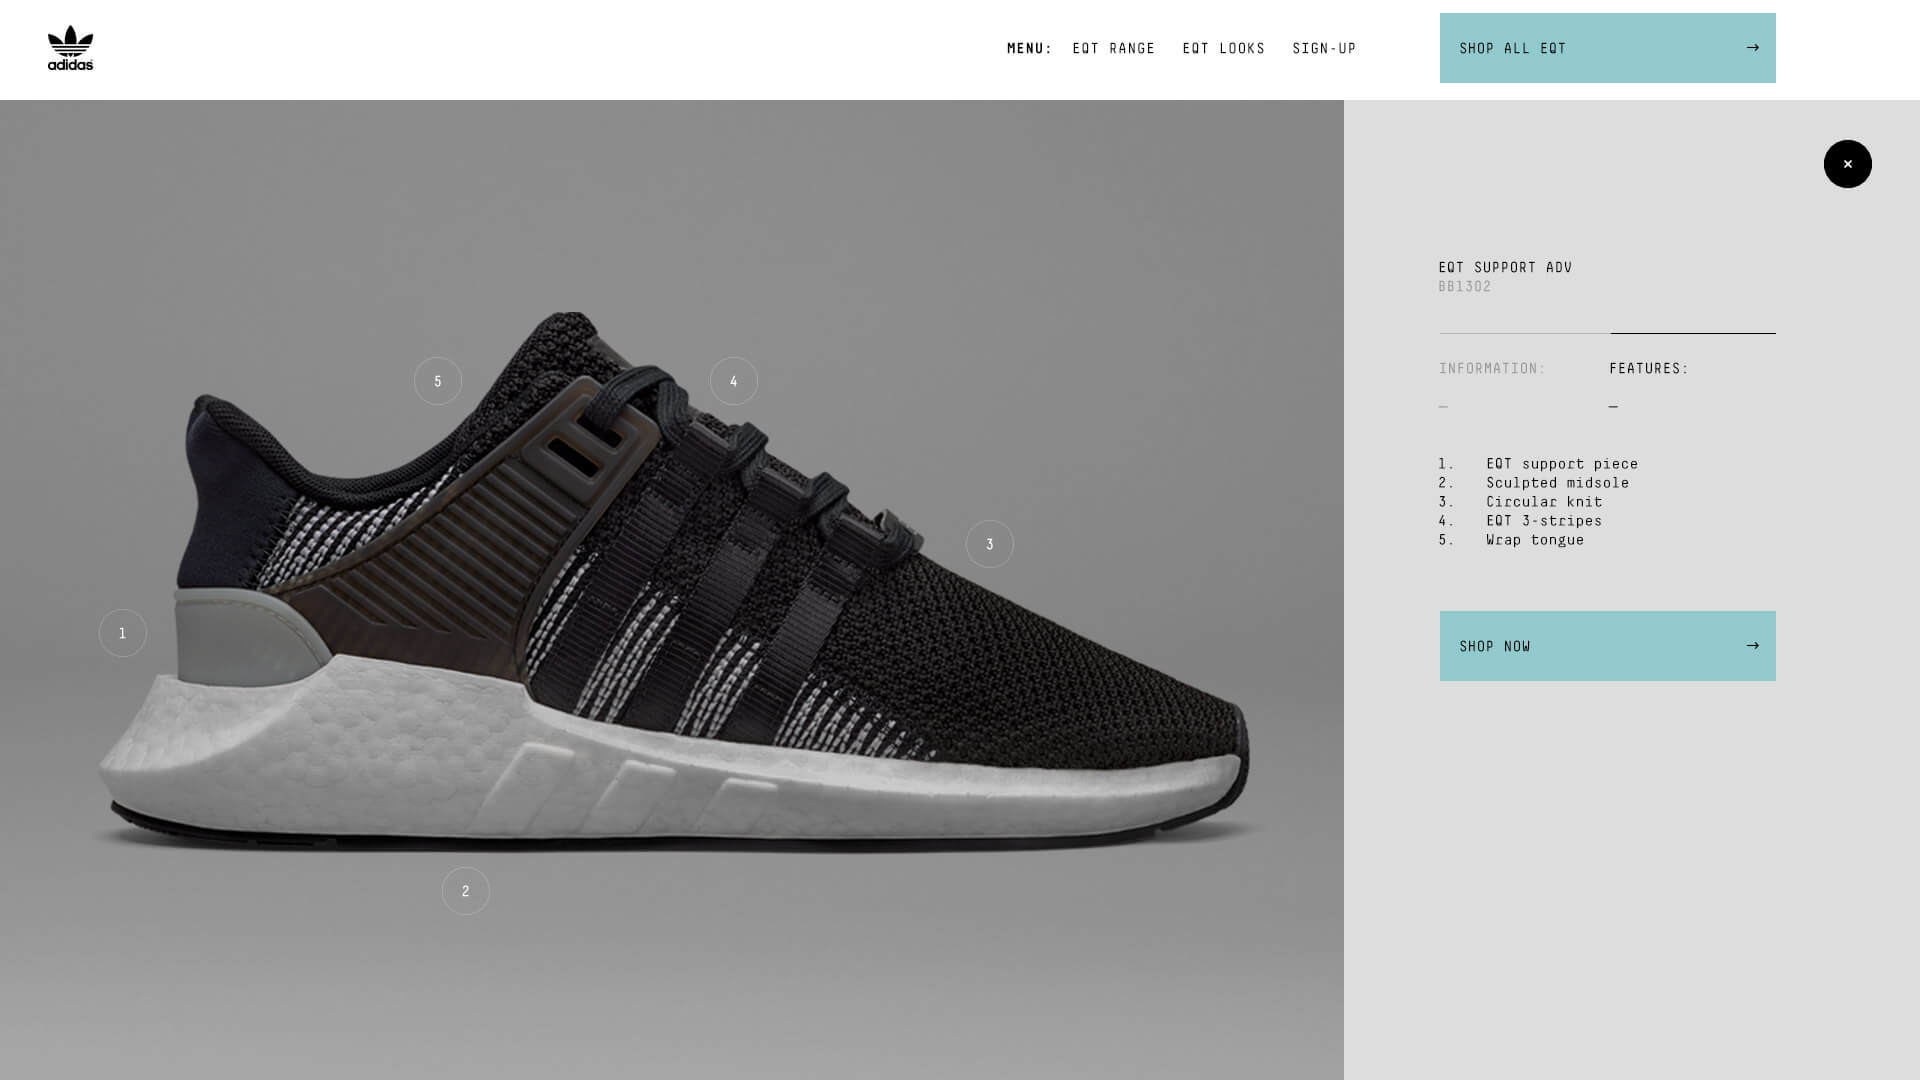 adidas
MENU: EQT RANGE EQT LOOKS SIGN-UP
SHOP ALL EQT →
×
EQT SUPPORT ADV
BB1302
INFORMATION: FEATURES:
— —
1. EQT support piece
2. Sculpted midsole
3. Circular knit
4. EQT 3-stripes
5. Wrap tongue
SHOP NOW →
5
4
3
1
2